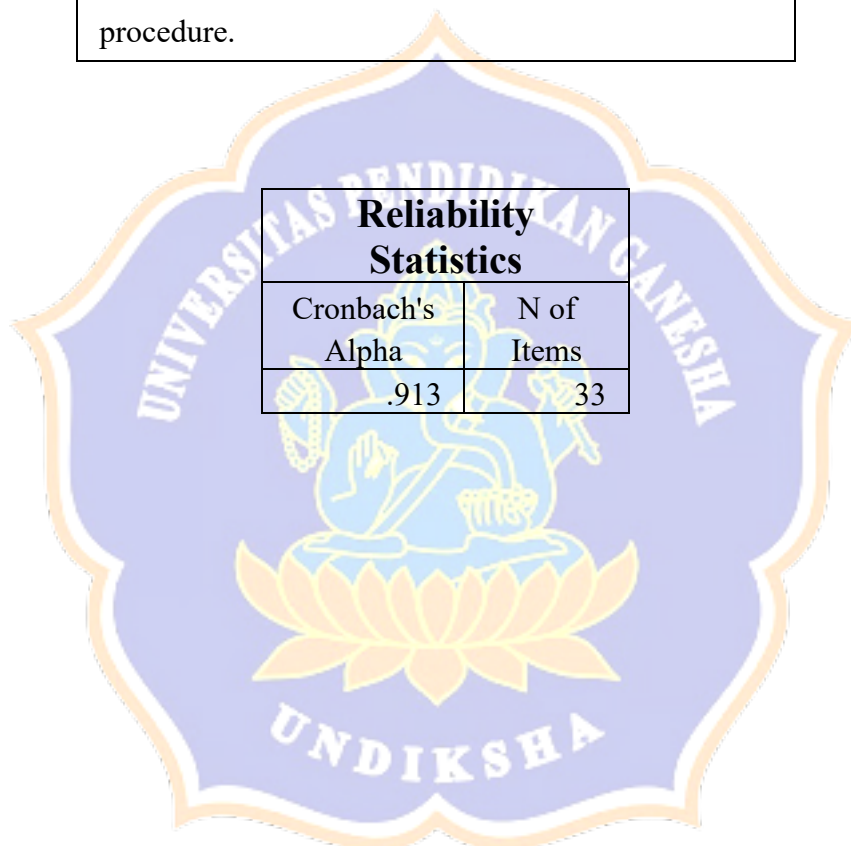 procedure.
UNIVERSITAS PENDIDIKAN GANESHA
Reliability
Statistics
Cronbach's
Alpha
N of
Items
.913
33
UNDIKSHA